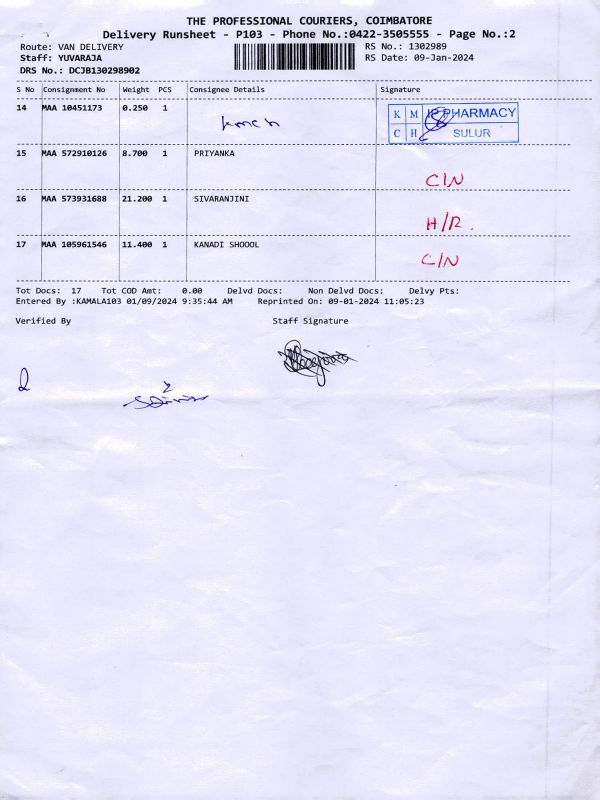 THE PROFESSIONAL COURIERS, COIMBATORE
Delivery Runsheet - P103 - Phone No.:0422-3505555 - Page No.:2
Route: VAN DELIVERY RS No.: 1302989
Staff: YUVARAJA RS Date: 09-Jan-2024
DRS No.: DCJB130298902
S No Consignment No Weight PCS Consignee Details Signature
14 MAA 10451173 0.250 1 kmch K M IP PHARMACY
C H SULUR
15 MAA 572910126 8.700 1 PRIYANKA
C/N
16 MAA 573931688 21.200 1 SIVARANJINI
H/R.
17 MAA 105961546 11.400 1 KANADI SHOOOL
C/N
Tot Docs: 17 Tot COD Amt: 0.00 Delvd Docs: Non Delvd Docs: Delvy Pts:
Entered By :KAMALA103 01/09/2024 9:35:44 AM Reprinted On: 09-01-2024 11:05:23
Verified By Staff Signature